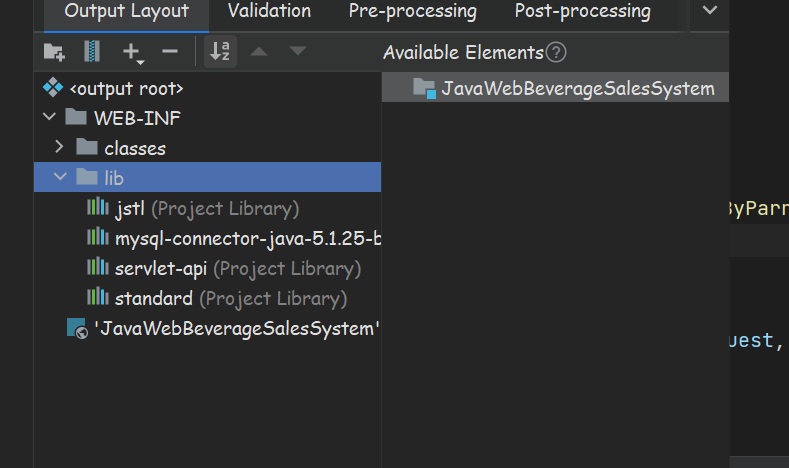 Output Layout Validation Pre-processing Post-processing
Available Elements ?
<output root>
JavaWebBeverageSalesSystem
WEB-INF
classes
lib
jstl (Project Library)
ByParr
mysql-connector-java-5.1.25-b
servlet-api (Project Library)
standard (Project Library)
'JavaWebBeverageSalesSystem'
uest,